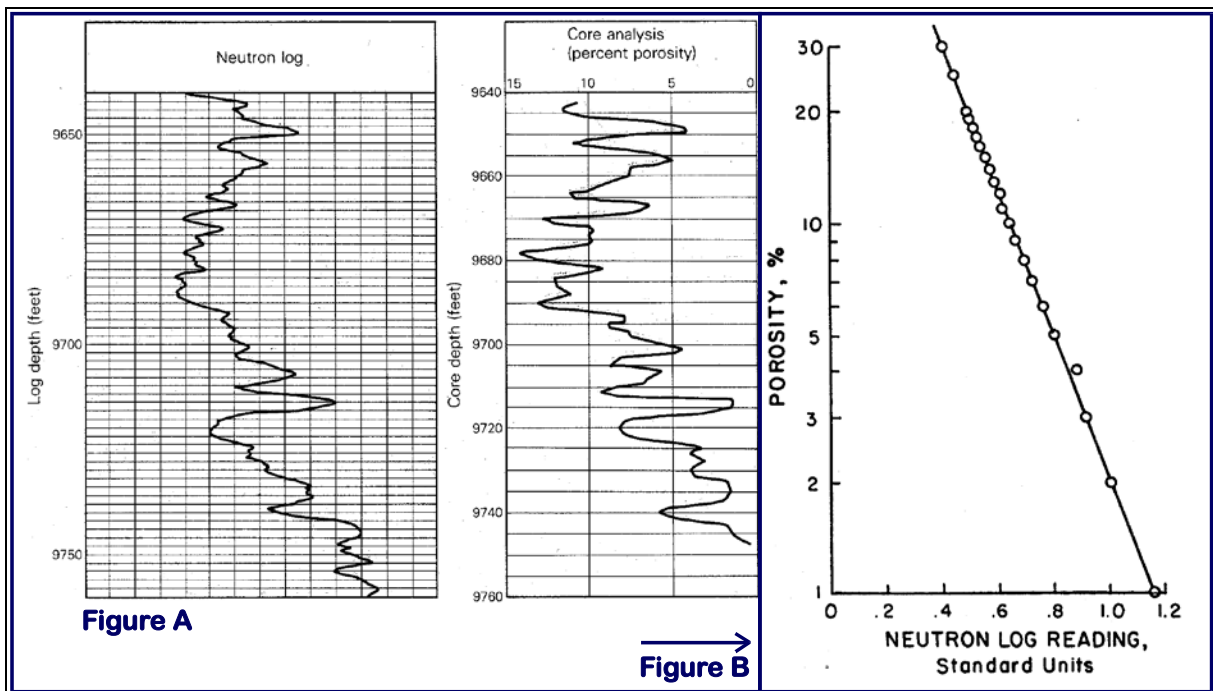 Neutron log
Log depth (feet)
9650
9700
9750
Figure A
Core analysis
(percent porosity)
15 10 5 0
Core depth (feet)
9640
9660
9680
9700
9720
9740
9760
Figure B
POROSITY, %
30
20
10
5
3
2
1
0 .2 .4 .6 .8 1.0 1.2
NEUTRON LOG READING,
Standard Units